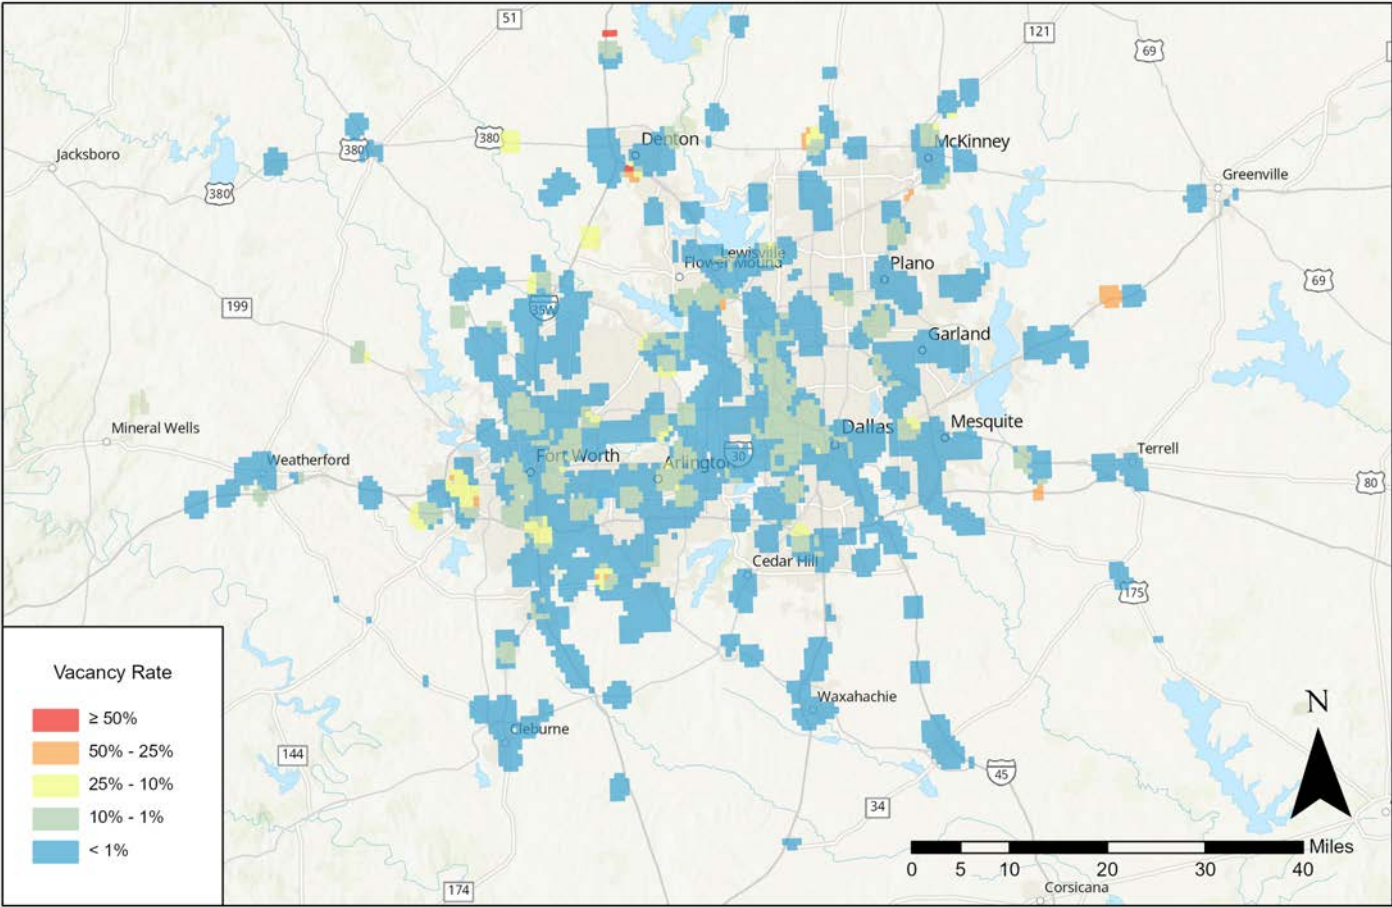 51
121
69
Jacksboro
380
380
Denton
McKinney
380
Greenville
Lewisville
Flower Mound
Plano
69
199
35W
Garland
Mineral Wells
Dallas
Mesquite
Weatherford
Fort Worth
Arlington
30
Terrell
80
Cedar Hill
175
Vacancy Rate
≥ 50%
50% - 25%
25% - 10%
10% - 1%
< 1%
Waxahachie
N
Cleburne
144
45
34
Miles
0 5 10 20 30 40
174
Corsicana